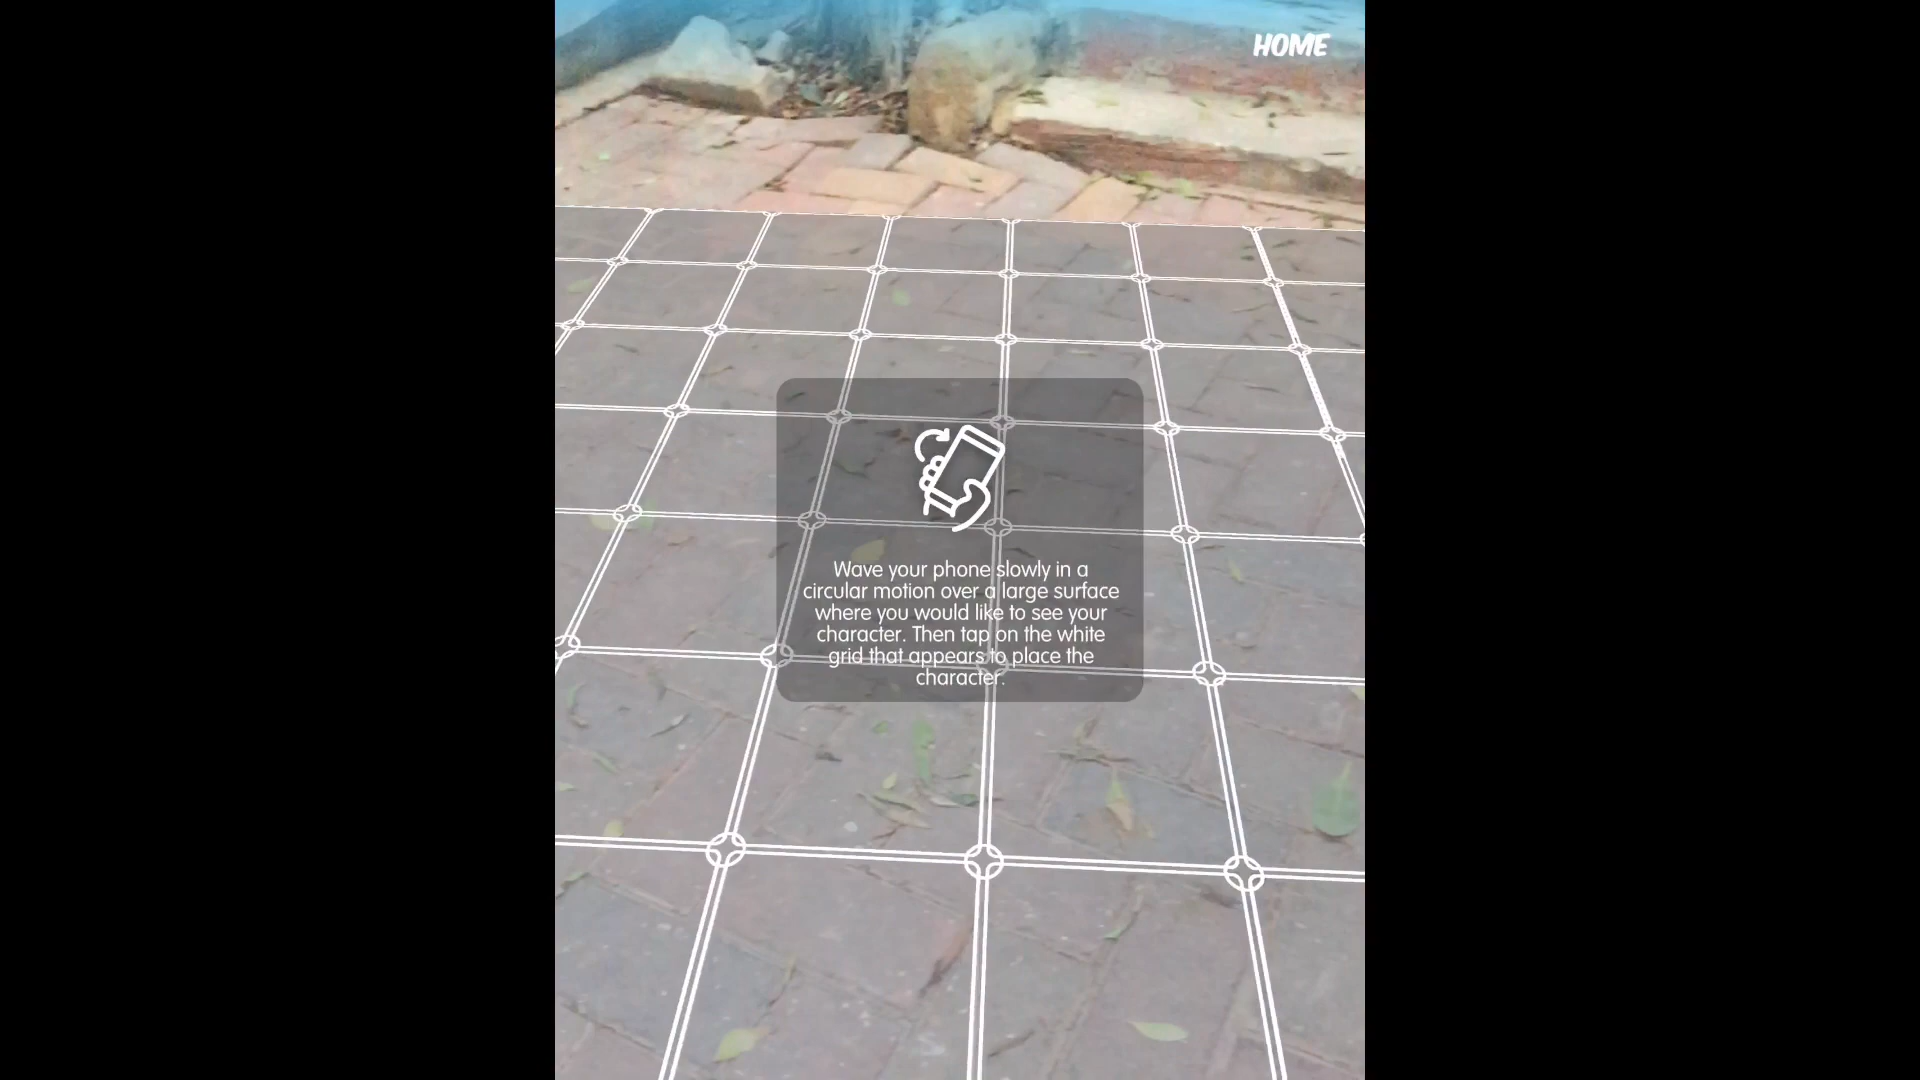 HOME
Wave your phone slowly in a
circular motion over a large surface
where you would like to see your
character. Then tap on the white
grid that appears to place the
character.